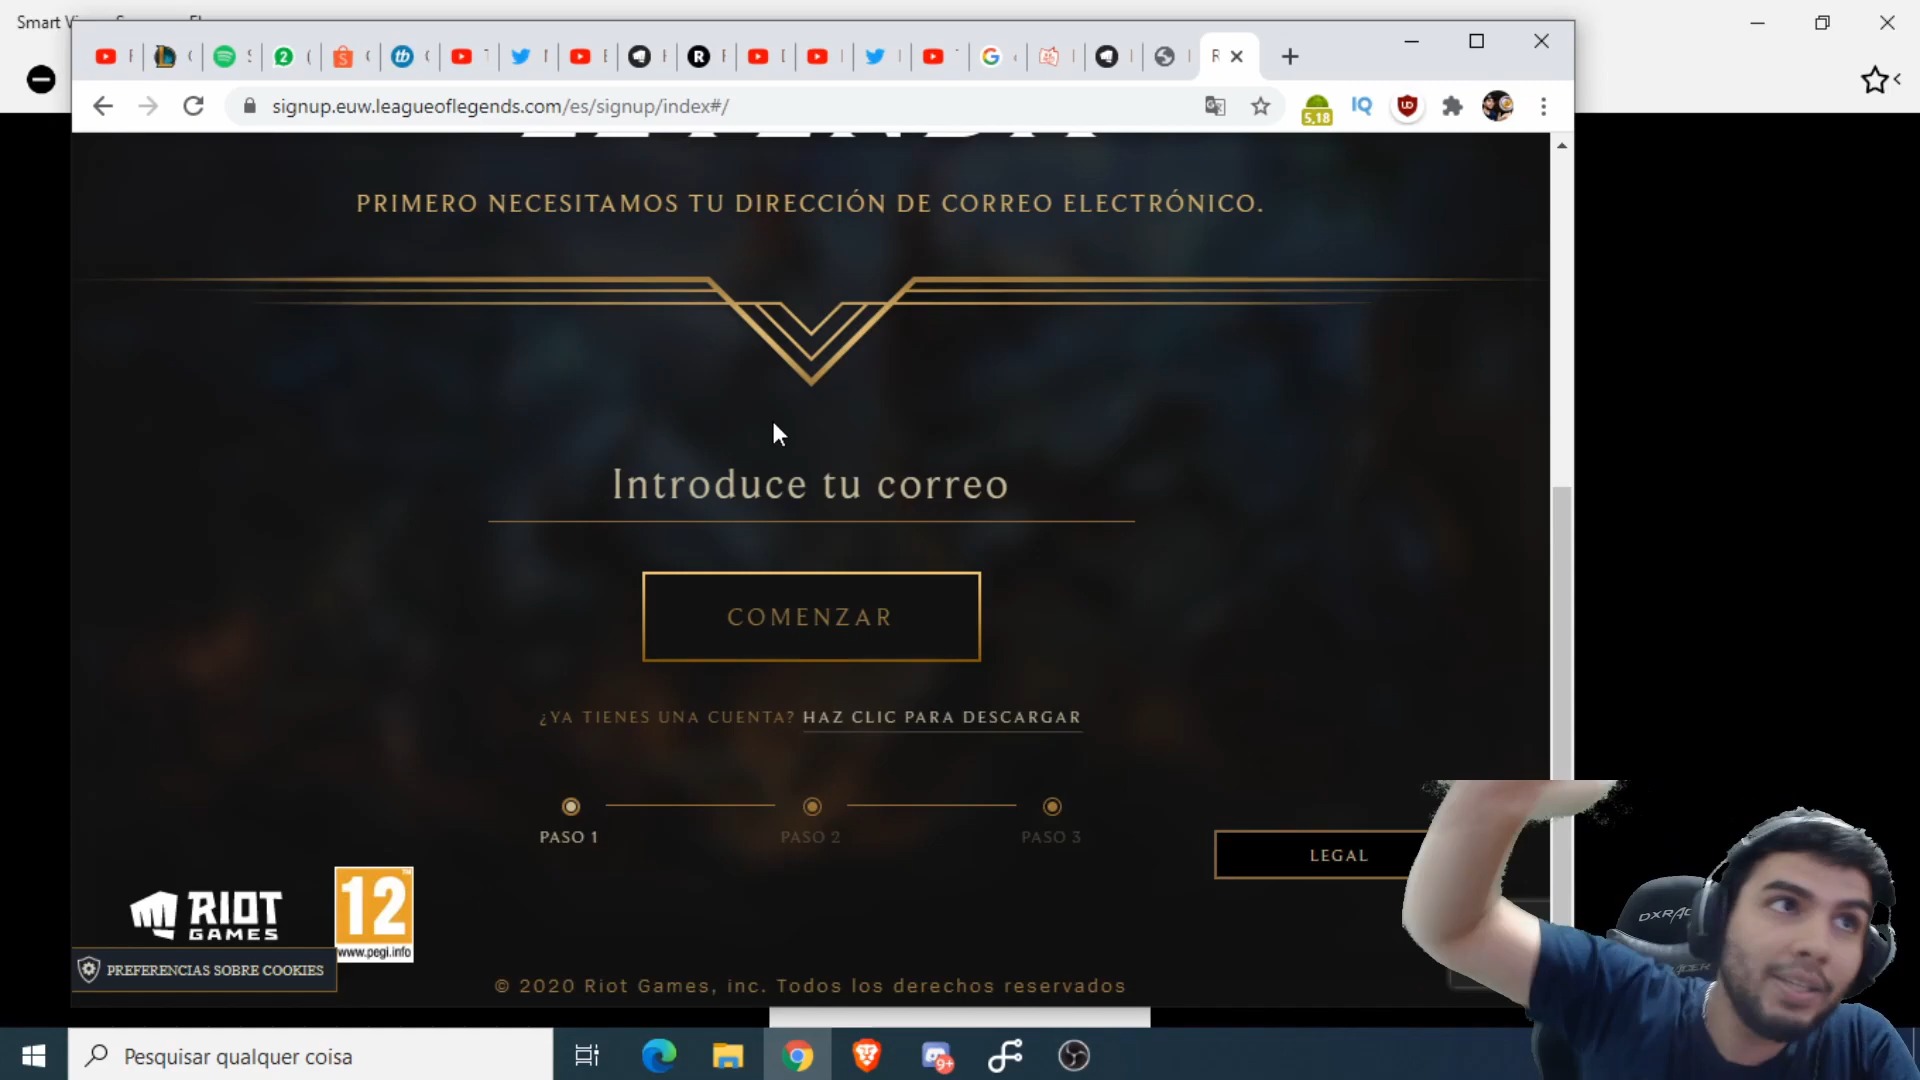 Smart V
signup.euw.leagueoflegends.com/es/signup/index#/
5,18
IQ
PRIMERO NECESITAMOS TU DIRECCIÓN DE CORREO ELECTRÓNICO.
Introduce tu correo
COMENZAR
¿YA TIENES UNA CUENTA? HAZ CLIC PARA DESCARGAR
PASO 1
PASO 2
PASO 3
LEGAL
RIOT
GAMES
12
www.pegi.info
PREFERENCIAS SOBRE COOKIES
© 2020 Riot Games, inc. Todos los derechos reservados
Pesquisar qualquer coisa
9+